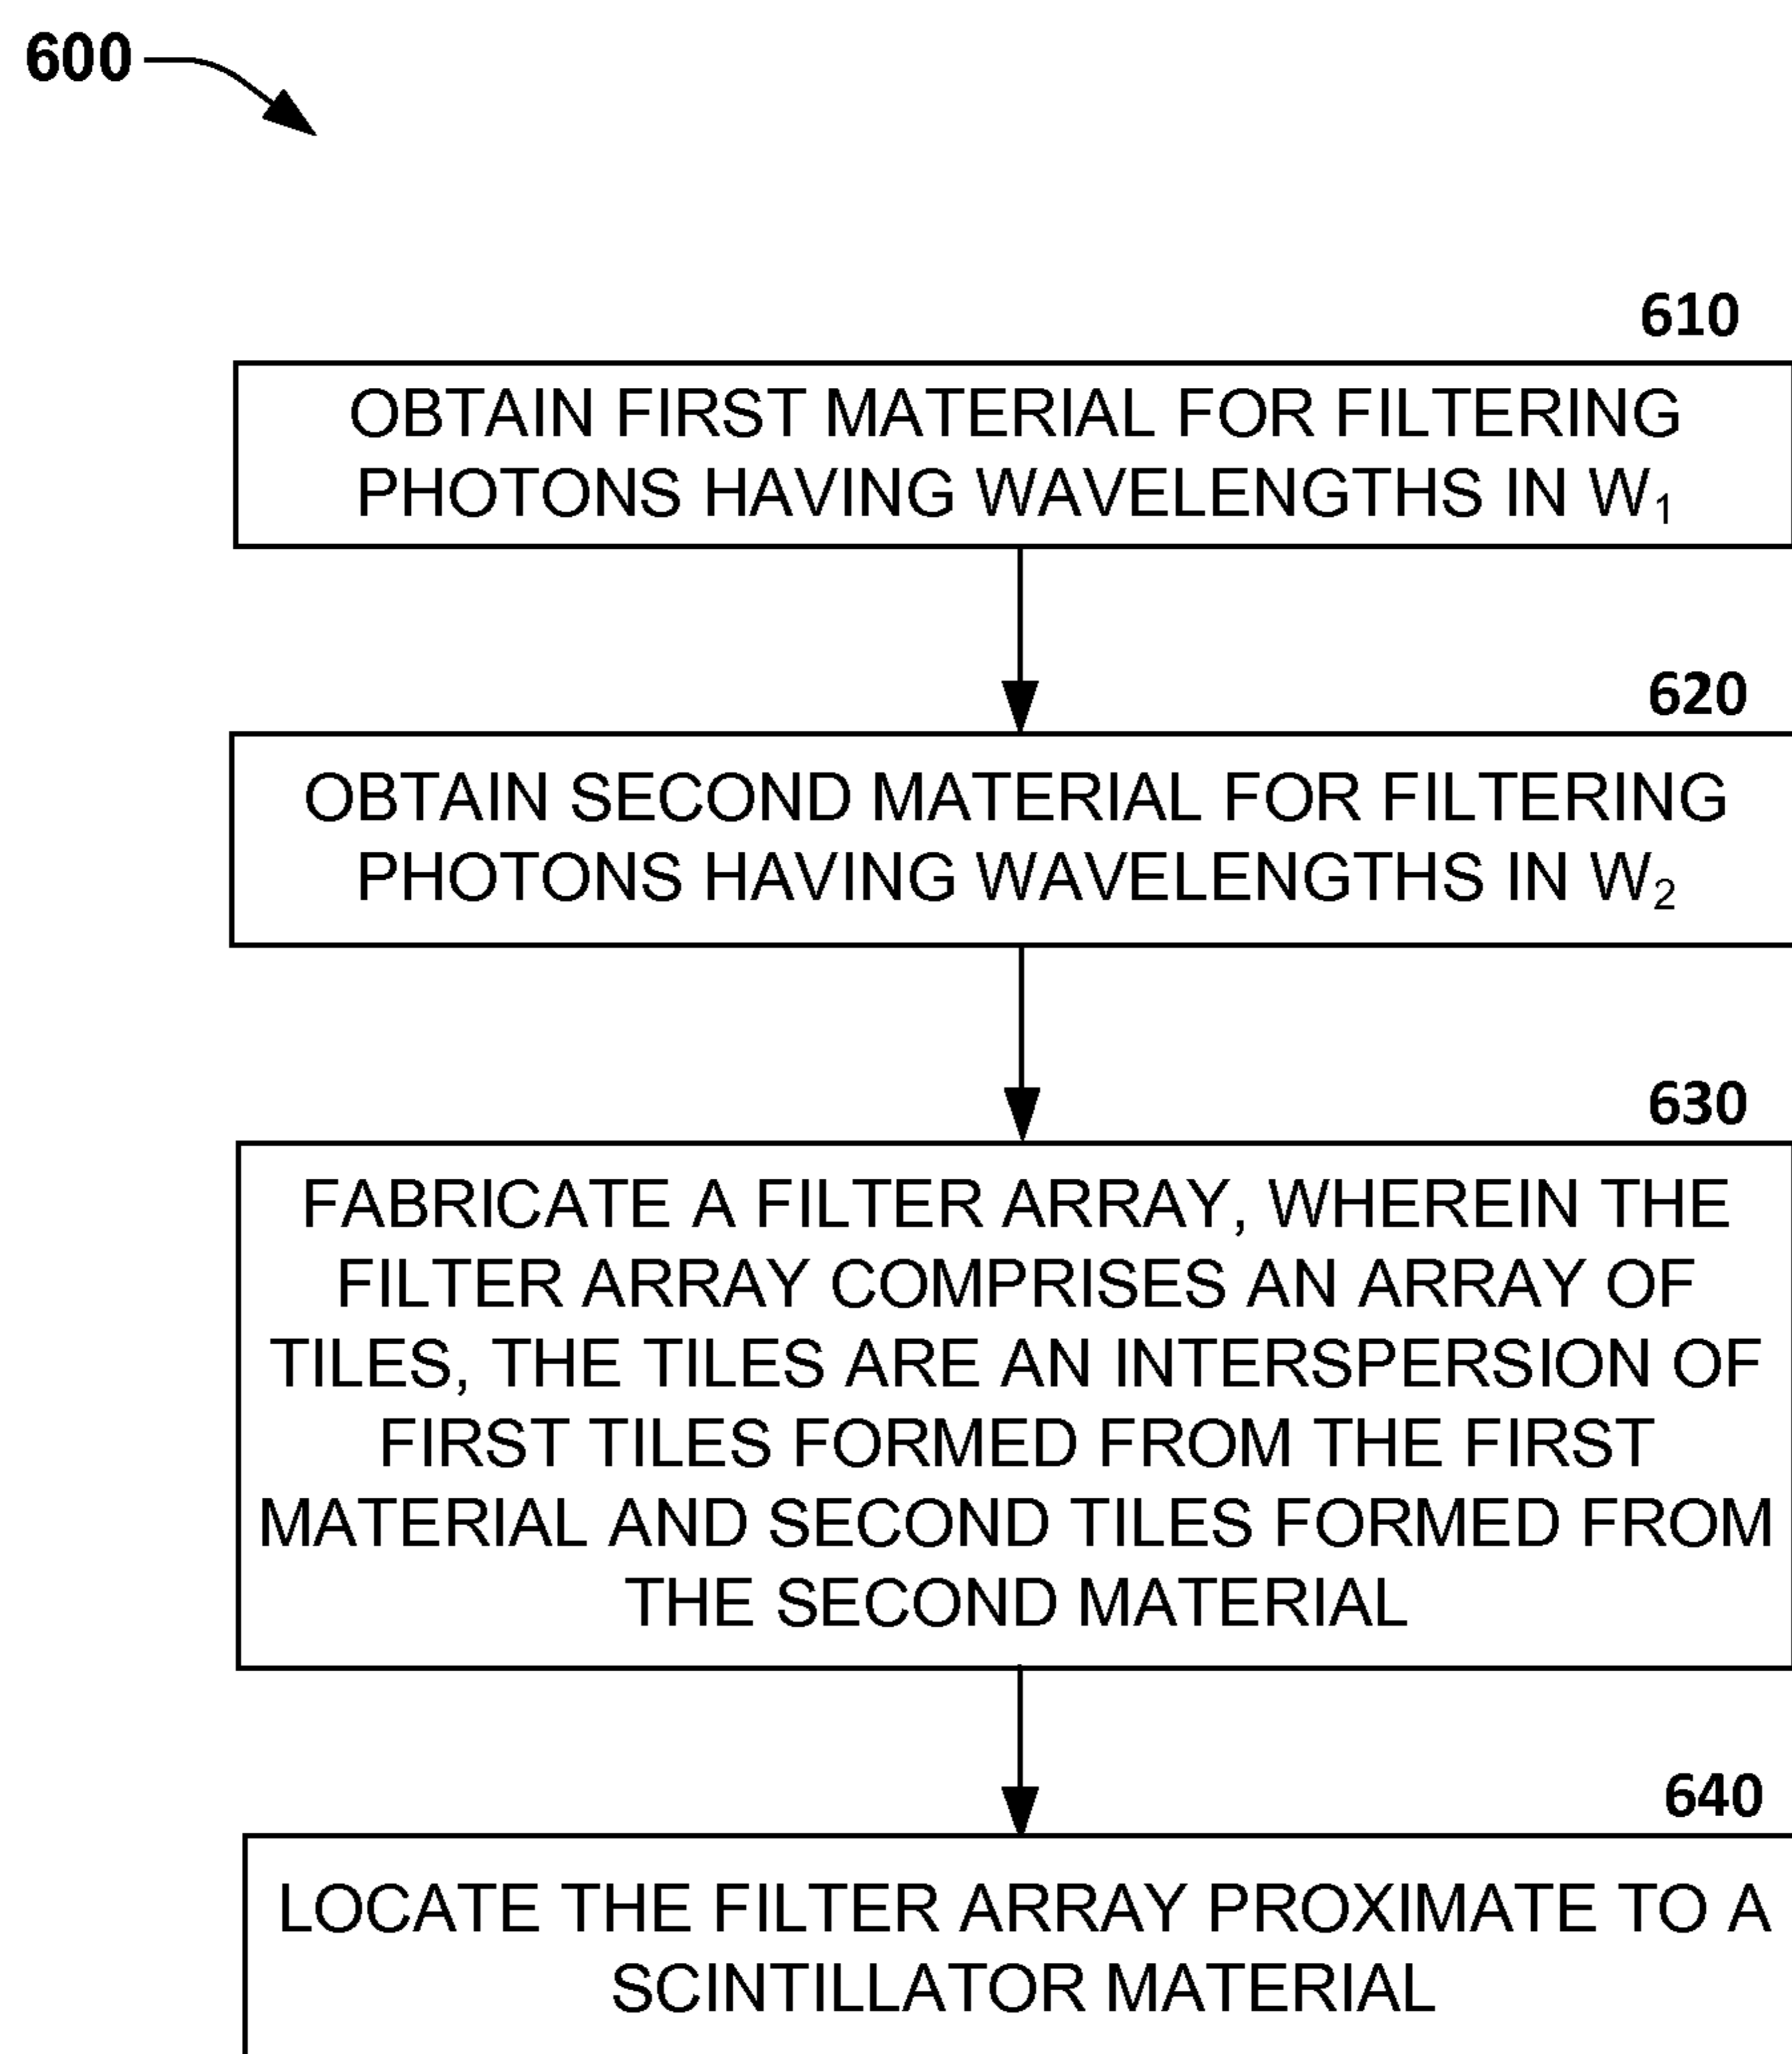 600
610
OBTAIN FIRST MATERIAL FOR FILTERING
PHOTONS HAVING WAVELENGTHS IN W₁
620
OBTAIN SECOND MATERIAL FOR FILTERING
PHOTONS HAVING WAVELENGTHS IN W₂
630
FABRICATE A FILTER ARRAY, WHEREIN THE
FILTER ARRAY COMPRISES AN ARRAY OF
TILES, THE TILES ARE AN INTERSPERSION OF
FIRST TILES FORMED FROM THE FIRST
MATERIAL AND SECOND TILES FORMED FROM
THE SECOND MATERIAL
640
LOCATE THE FILTER ARRAY PROXIMATE TO A
SCINTILLATOR MATERIAL